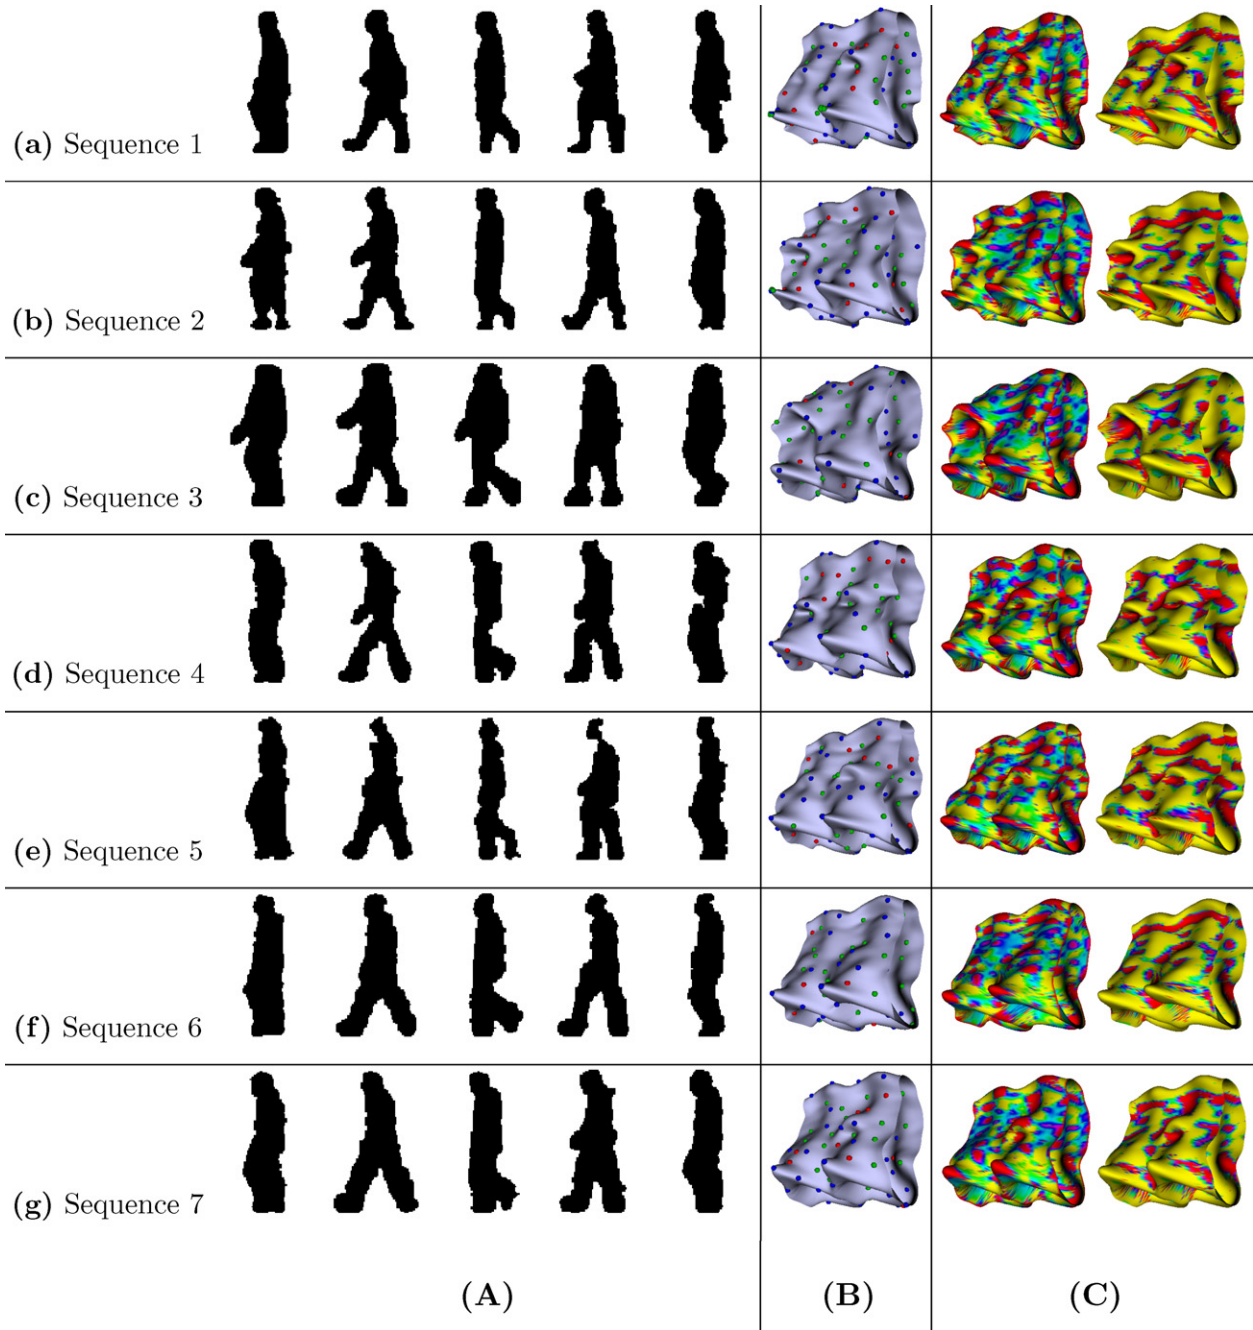 (a) Sequence 1
(b) Sequence 2
(c) Sequence 3
(d) Sequence 4
(e) Sequence 5
(f) Sequence 6
(g) Sequence 7
(A) (B) (C)